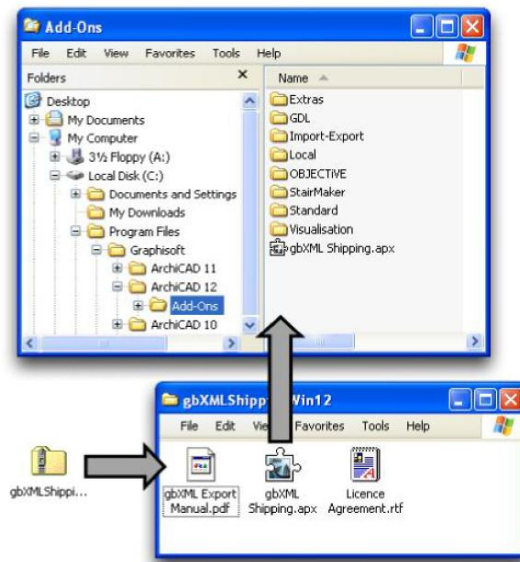 Add-Ons
File Edit View Favorites Tools Help
Folders
Name
Desktop
My Documents
My Computer
3½ Floppy (A:)
Local Disk (C:)
Documents and Settings
My Downloads
Program Files
Graphisoft
ArchiCAD 11
ArchiCAD 12
Add-Ons
ArchiCAD 10
Extras
GDL
Import-Export
Local
OBJECTiVE
StairMaker
Standard
Visualisation
gbXML Shipping.apx
gbXMLShippi...
gbXMLShipp Win12
File Edit Favorites Tools Help
gbXML Export
Manual.pdf
gbXML
Shipping.apx
Licence
Agreement.rtf